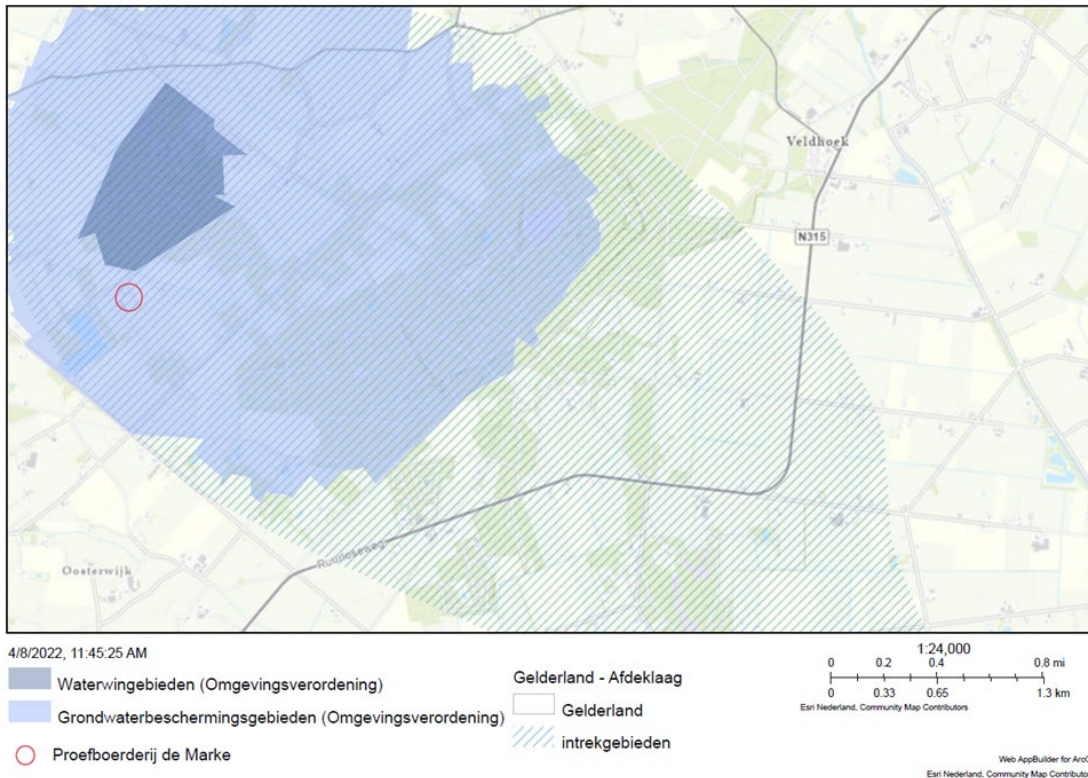 Veldhoek
N315
Ruurloseweg
Oosterwijk
4/8/2022, 11:45:25 AM
Waterwingebieden (Omgevingsverordening)
Grondwaterbeschermingsgebieden (Omgevingsverordening)
Proefboerderij de Marke
Gelderland - Afdeklaag
Gelderland
intrekgebieden
1:24,000
0 0.2 0.4 0.8 mi
0 0.33 0.65 1.3 km
Esri Nederland, Community Map Contributors
Web AppBuilder for ArcG
Esri Nederland, Community Map Contributo